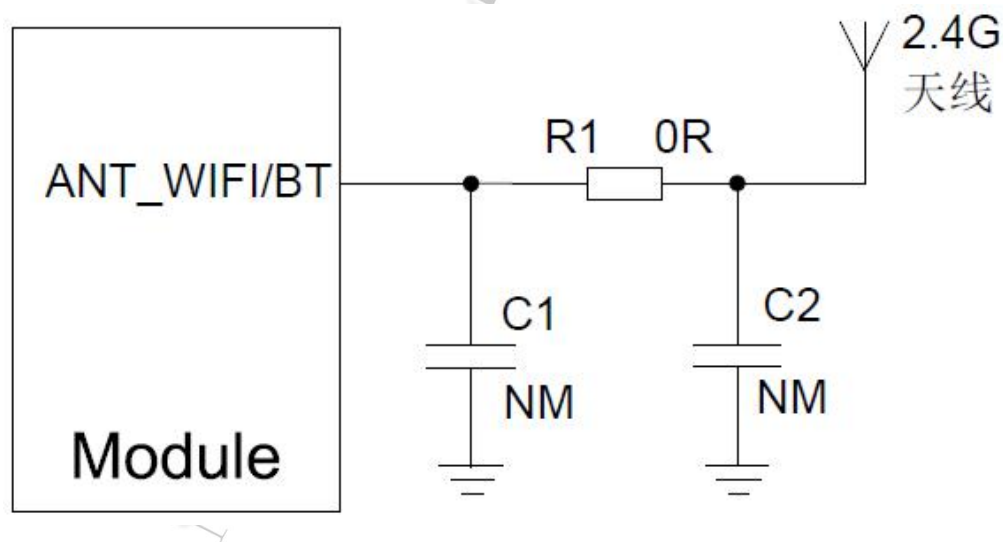 2.4G
天线
R1 0R
ANT_WIFI/BT
C1
NM
C2
NM
Module